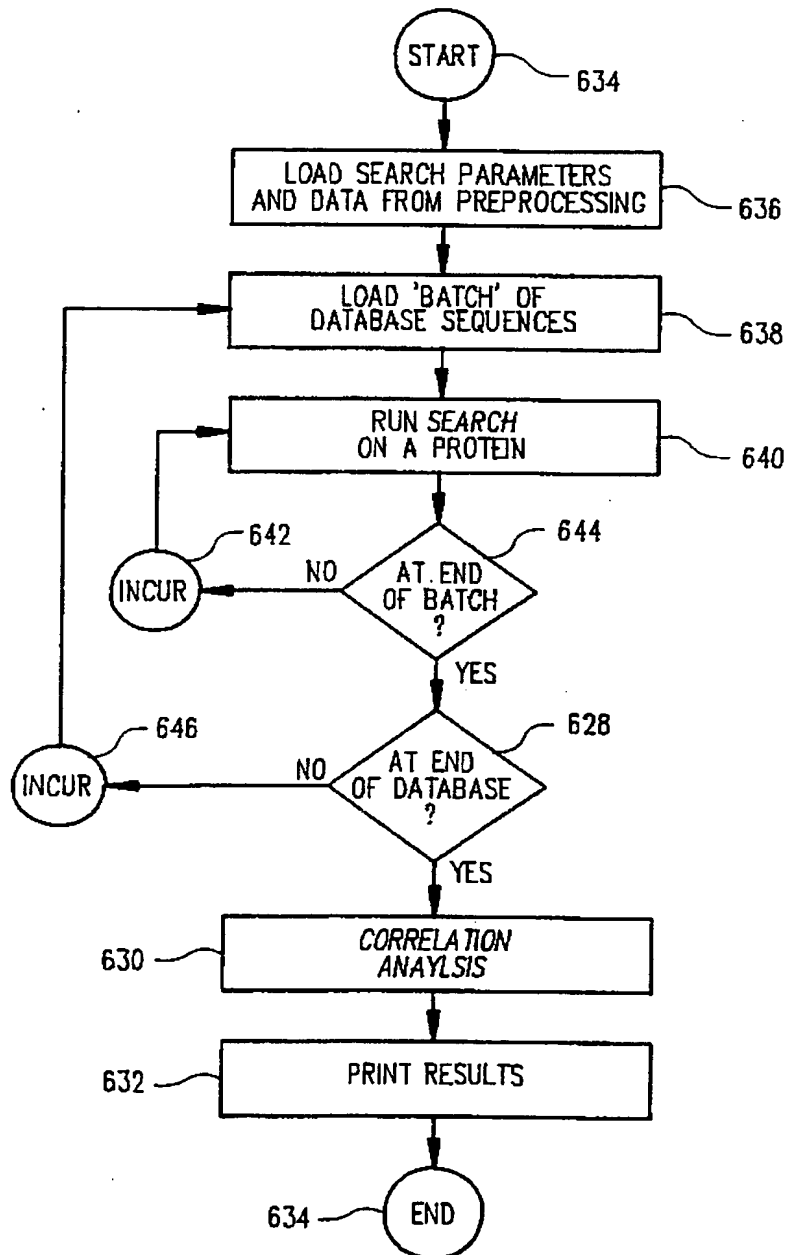 START
634
LOAD SEARCH PARAMETERS
AND DATA FROM PREPROCESSING
636
LOAD 'BATCH' OF
DATABASE SEQUENCES
638
RUN SEARCH
ON A PROTEIN
640
642
644
INCUR
NO
AT END
OF BATCH
?
YES
646
628
INCUR
NO
AT END
OF DATABASE
?
YES
630
CORRELATION
ANAYLSIS
632
PRINT RESULTS
634
END